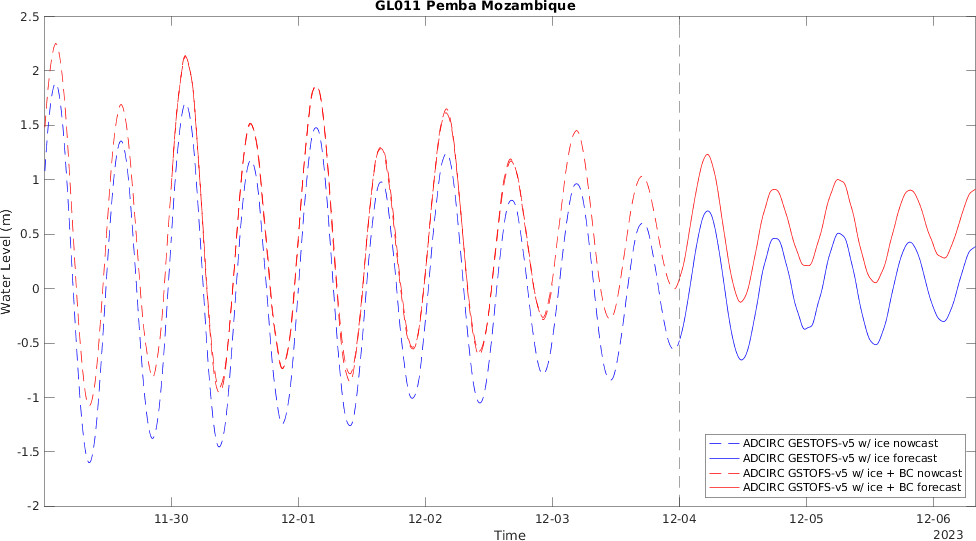 GL011 Pemba Mozambique
2.5
2
1.5
1
0.5
0
-0.5
-1
-1.5
-2
Water Level (m)
11-30
12-01
12-02
12-03
12-04
12-05
12-06
Time
2023
ADCIRC GESTOFS-v5 w/ ice nowcast
ADCIRC GESTOFS-v5 w/ ice forecast
ADCIRC GSTOFS-v5 w/ ice + BC nowcast
ADCIRC GSTOFS-v5 w/ ice + BC forecast